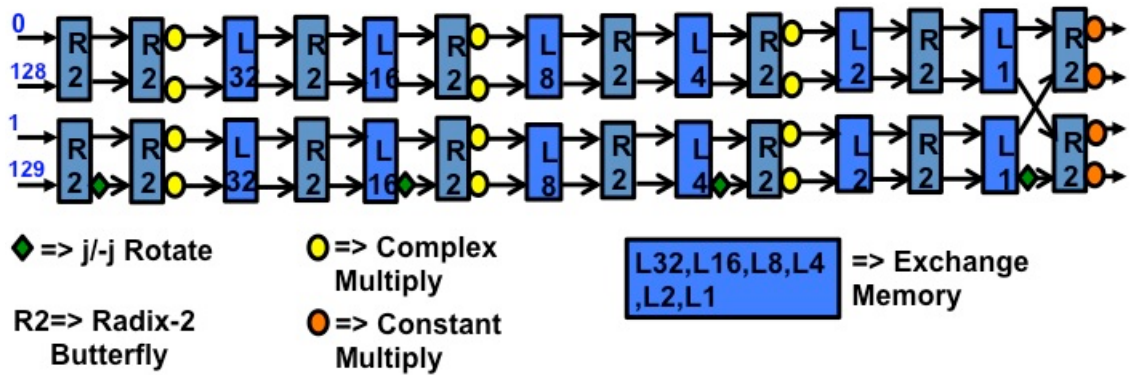 0
R R L R L R L R L R L R L R
128
2 2 32 2 16 2 8 2 4 2 2 2 1 2
1
R R L R L R L R L R L R L R
129
2 2 32 2 16 2 8 2 4 2 2 2 1 2
=> j/-j Rotate
R2=> Radix-2
Butterfly
=> Complex
Multiply
=> Constant
Multiply
L32,L16,L8,L4
,L2,L1
=> Exchange
Memory